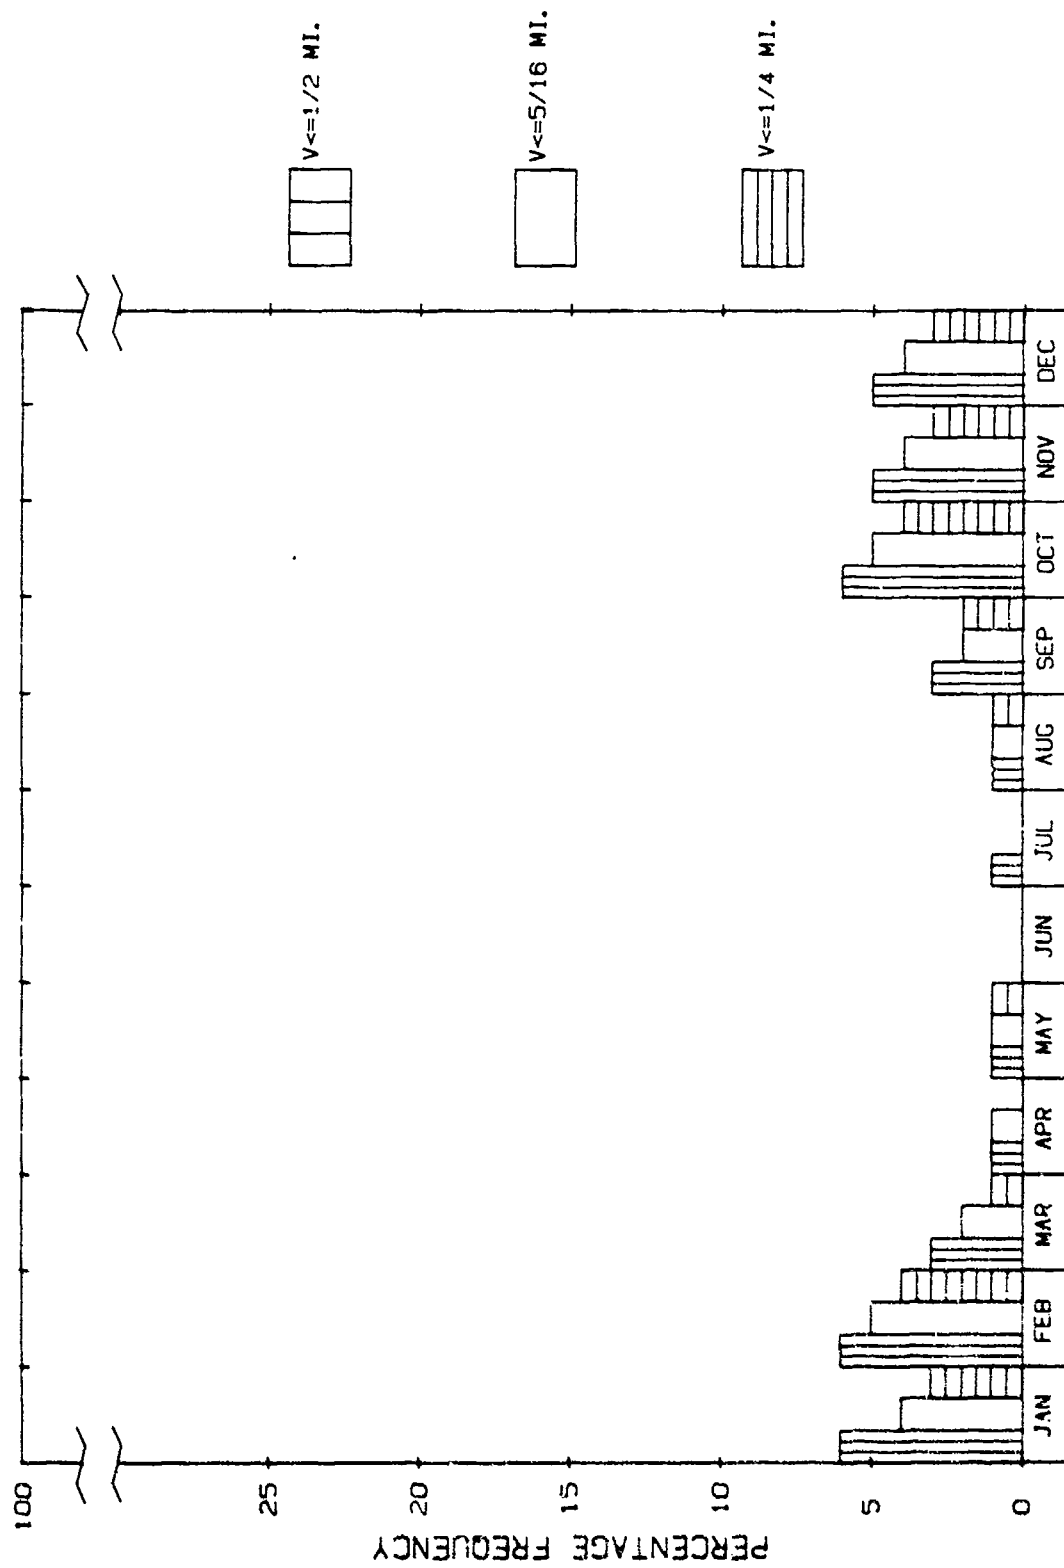 PERCENTAGE FREQUENCY
100
25
20
15
10
5
0
JAN FEB MAR APR MAY JUN JUL AUG SEP OCT NOV DEC
V<=1/2 MI.
V<=5/16 MI.
V<=1/4 MI.